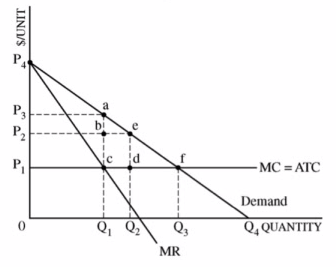 $/UNIT
P4
P3 a
P2 b e
P1 c d f MC = ATC
Demand
0 Q1 Q2 Q3 Q4 QUANTITY
MR